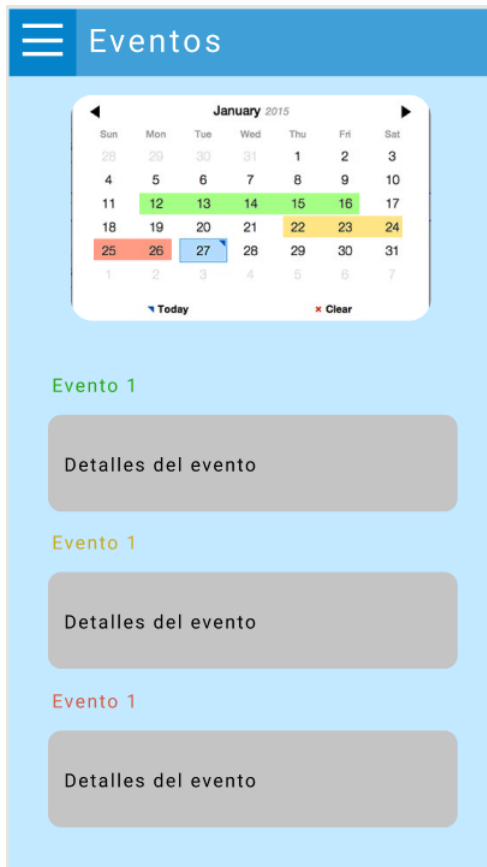 Eventos
January 2015
Sun Mon Tue Wed Thu Fri Sat
28 29 30 31 1 2 3
4 5 6 7 8 9 10
11 12 13 14 15 16 17
18 19 20 21 22 23 24
25 26 27 28 29 30 31
1 2 3 4 5 6 7
Today × Clear
Evento 1
Detalles del evento
Evento 1
Detalles del evento
Evento 1
Detalles del evento